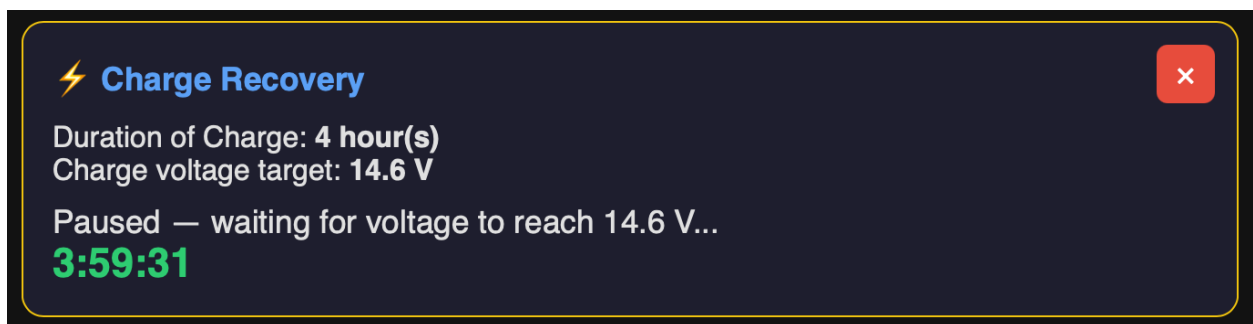 ⚡ Charge Recovery
×
Duration of Charge: 4 hour(s)
Charge voltage target: 14.6 V
Paused — waiting for voltage to reach 14.6 V...
3:59:31